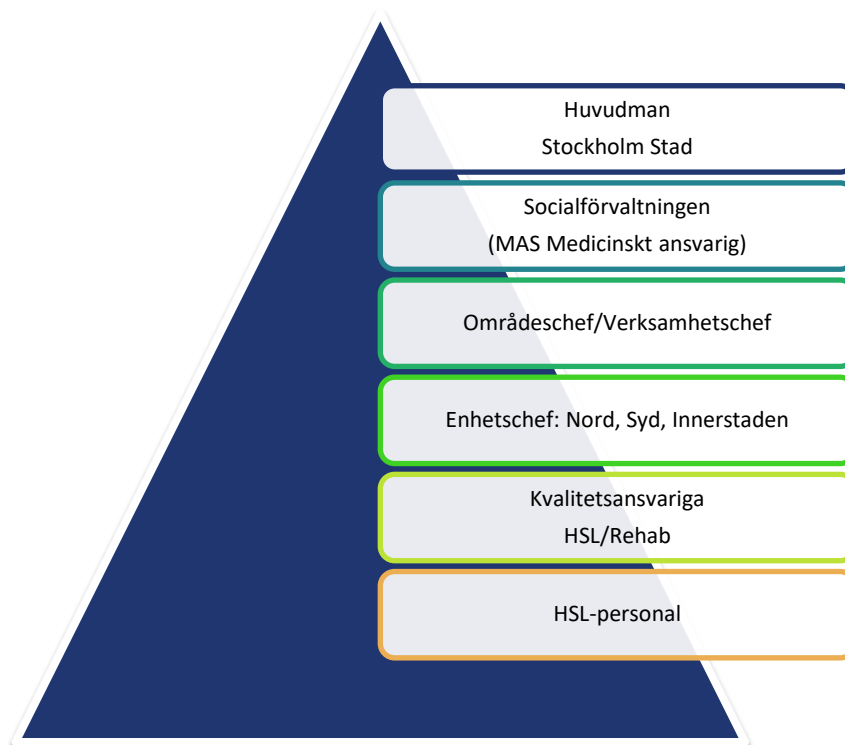 Huvudman
Stockholm Stad
Socialförvaltningen
(MAS Medicinskt ansvarig)
Områdeschef/Verksamhetschef
Enhetschef: Nord, Syd, Innerstaden
Kvalitetsansvariga
HSL/Rehab
HSL-personal